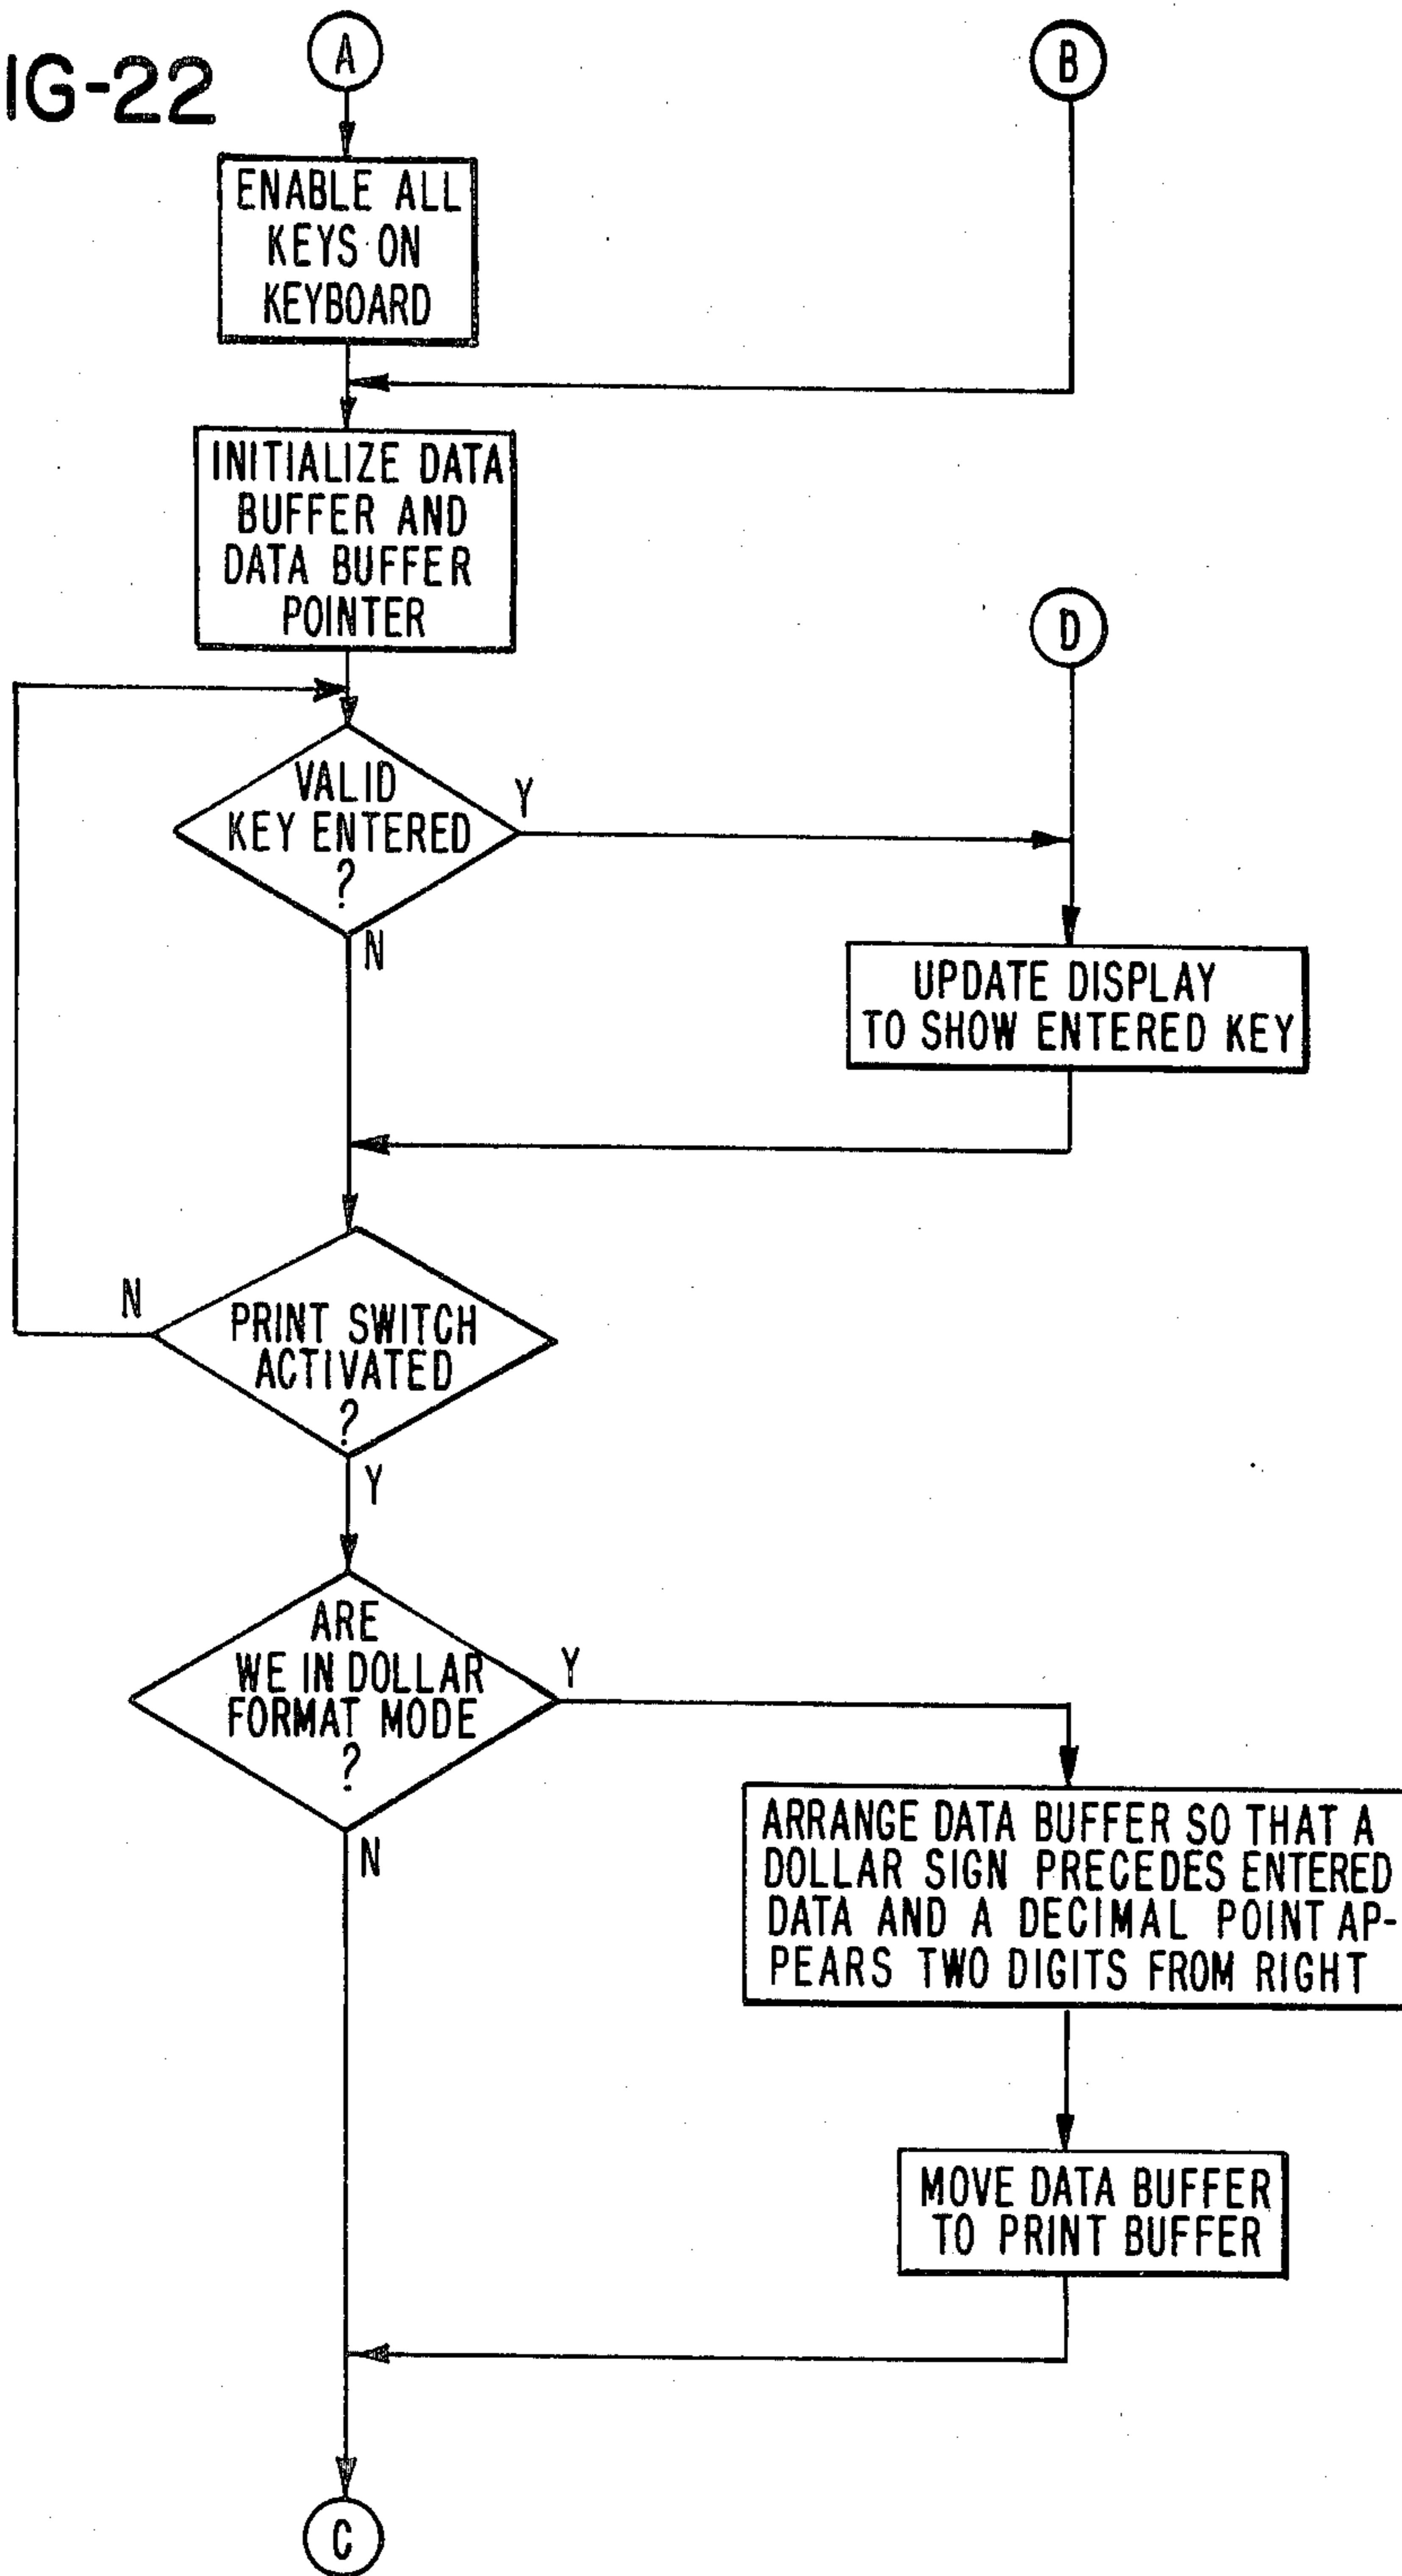 IG-22
A
B
ENABLE ALL
KEYS ON
KEYBOARD
INITIALIZE DATA
BUFFER AND
DATA BUFFER
POINTER
D
VALID
KEY ENTERED
?
Y
N
UPDATE DISPLAY
TO SHOW ENTERED KEY
N
PRINT SWITCH
ACTIVATED
?
Y
ARE
WE IN DOLLAR
FORMAT MODE
?
Y
N
ARRANGE DATA BUFFER SO THAT A
DOLLAR SIGN PRECEDES ENTERED
DATA AND A DECIMAL POINT AP-
PEARS TWO DIGITS FROM RIGHT
MOVE DATA BUFFER
TO PRINT BUFFER
C